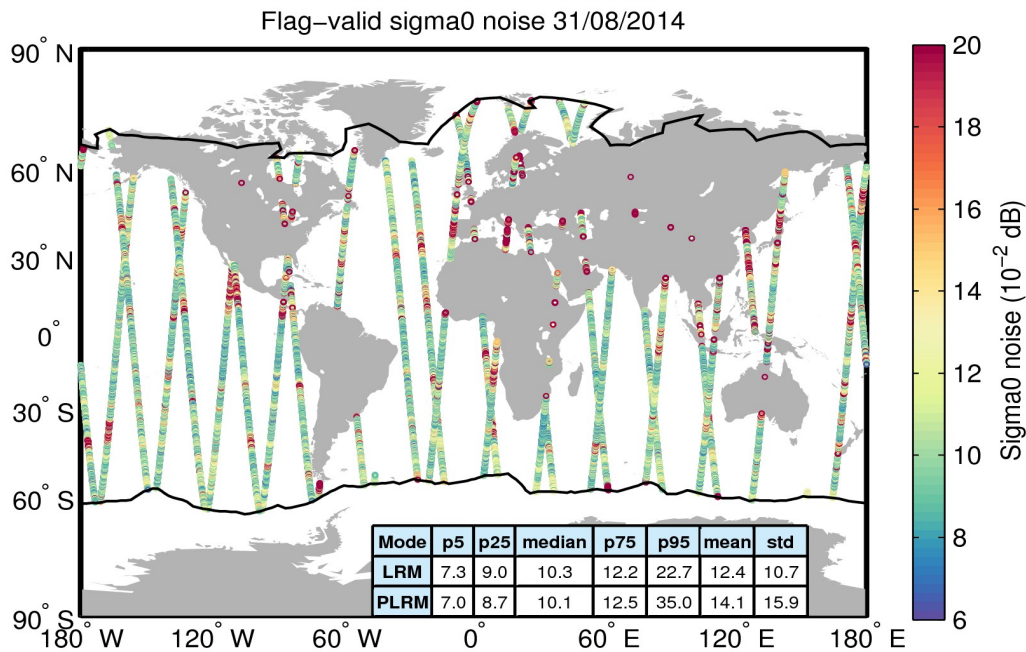 Flag−valid sigma0 noise 31/08/2014
90° N
60° N
30° N
0°
30° S
60° S
90° S
180° W
120° W
60° W
0°
60° E
120° E
180° E
Mode p5 p25 median p75 p95 mean std
LRM 7.3 9.0 10.3 12.2 22.7 12.4 10.7
PLRM 7.0 8.7 10.1 12.5 35.0 14.1 15.9
20
18
16
14
12
10
8
6
Sigma0 noise (10⁻² dB)